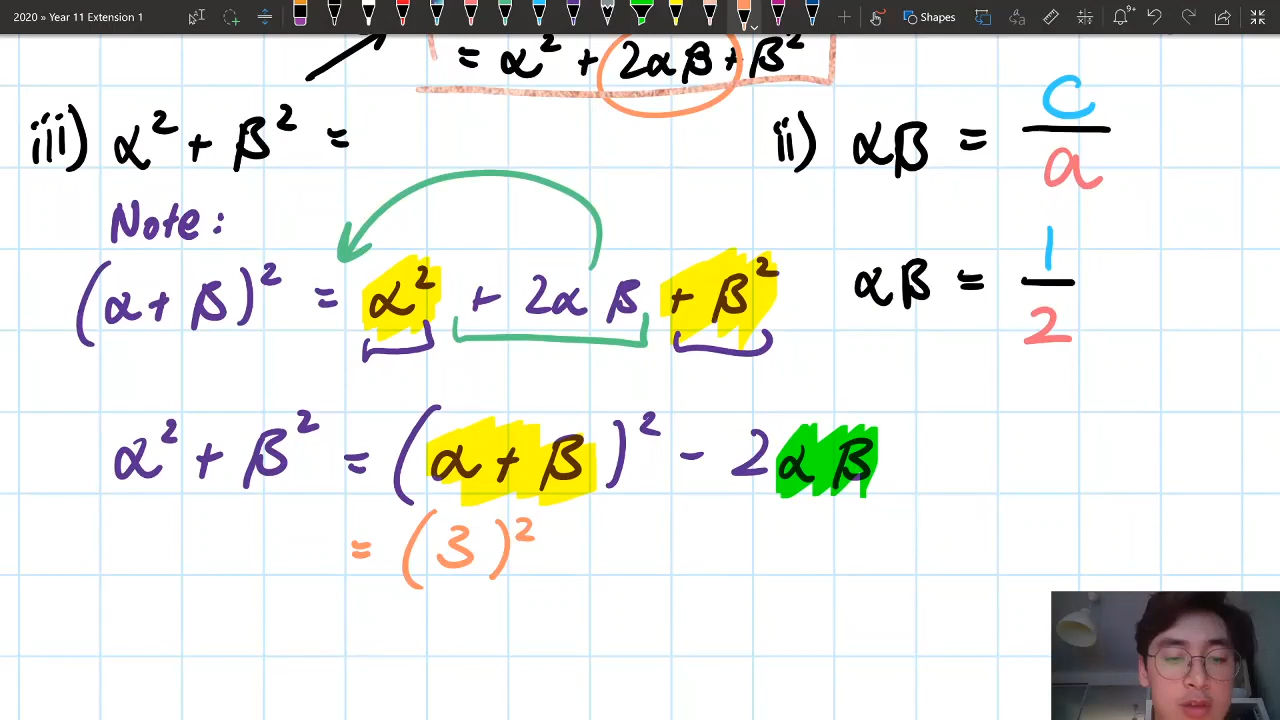 2020 » Year 11 Extension 1
9+
Shapes
= α² + 2αβ + β²
iii) α² + β² =
ii) αβ = c/a
Note:
(α + β)² = α² + 2αβ + β²
αβ = 1/2
α² + β² = (α + β)² - 2αβ
= (3)²